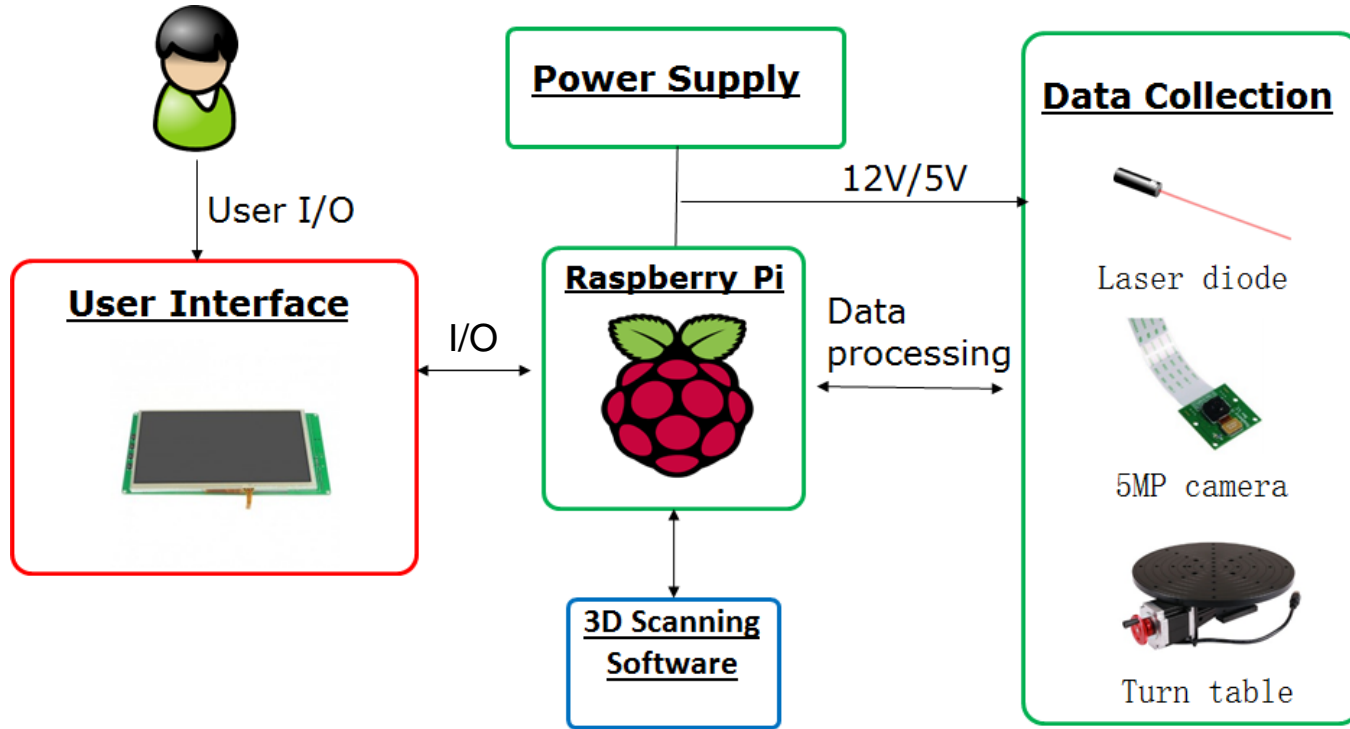 Power Supply
Data Collection
12V/5V
User I/O
Laser diode
User Interface
Raspberry Pi
I/O
Data
processing
5MP camera
3D Scanning
Software
Turn table